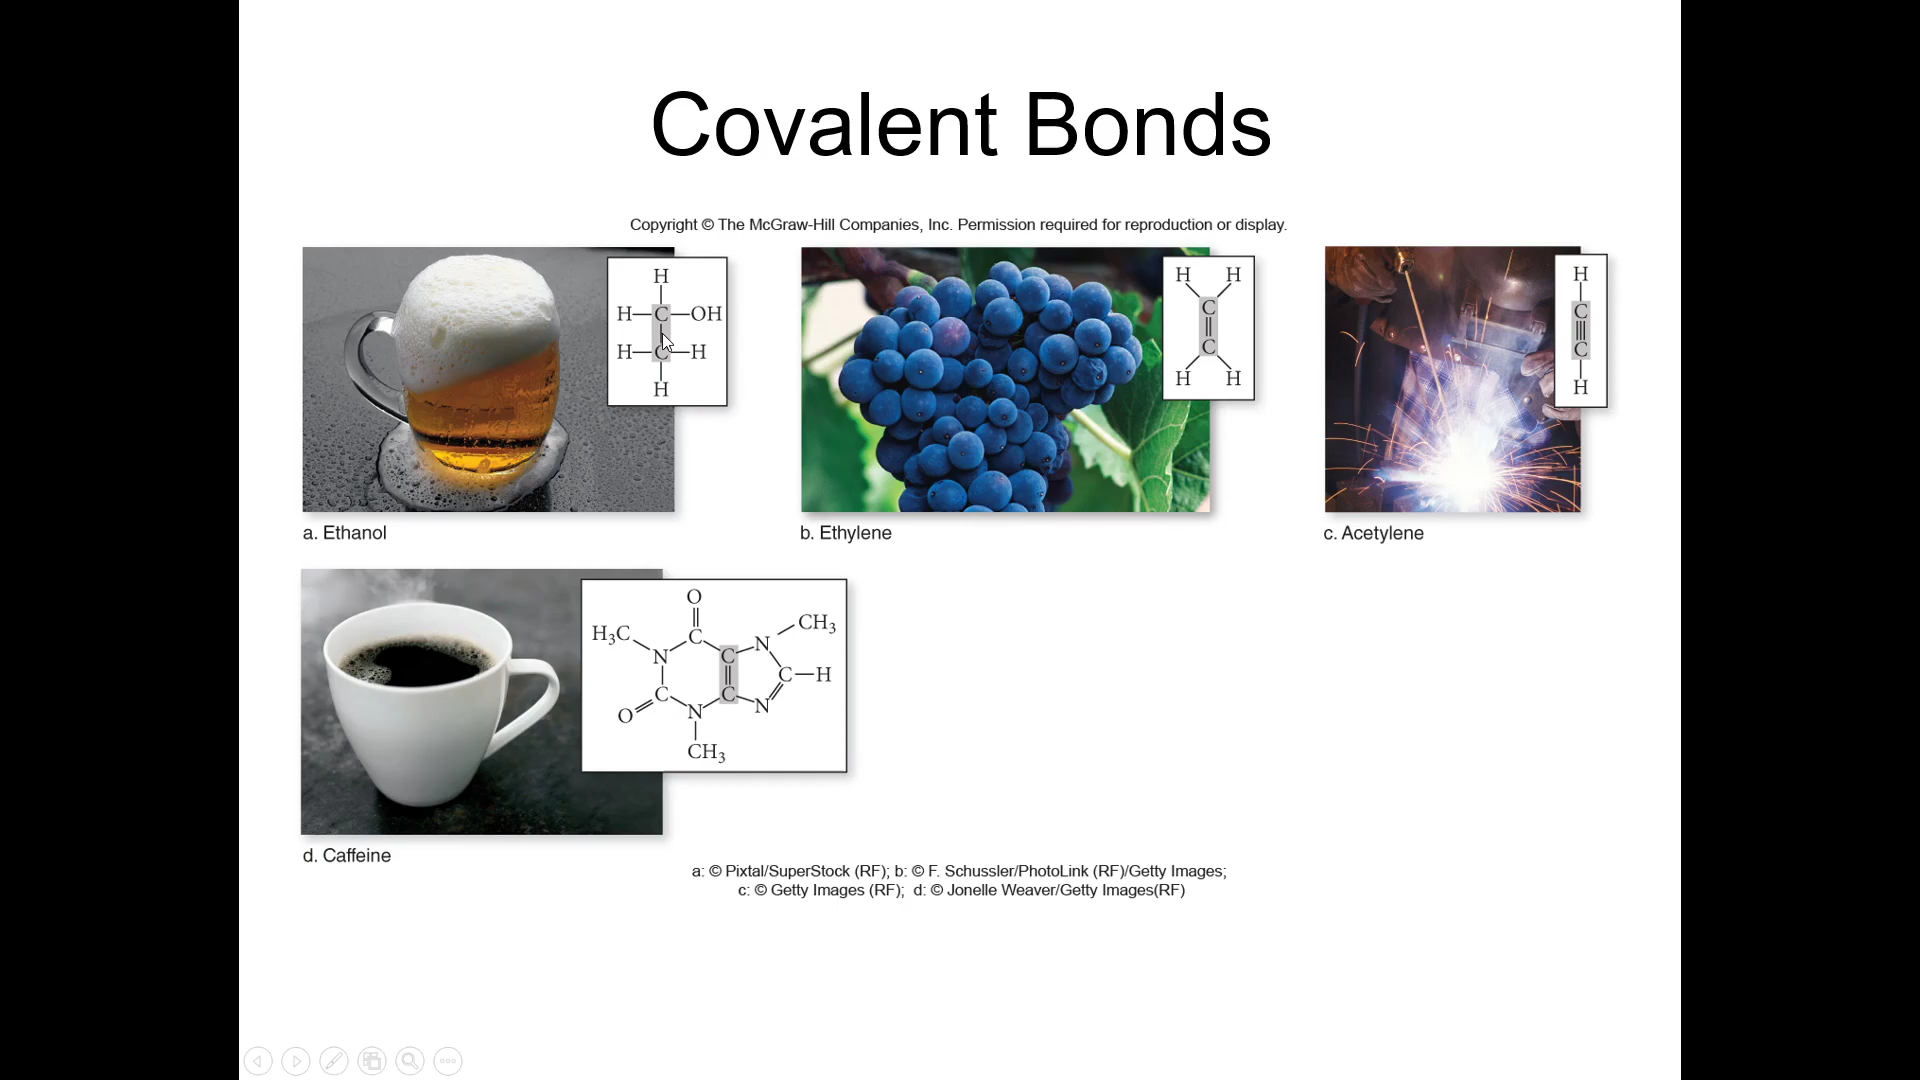 Covalent Bonds
Copyright © The McGraw-Hill Companies, Inc. Permission required for reproduction or display.
H
H C OH
H C H
H
a. Ethanol
H H
C
C
H H
b. Ethylene
H
C
C
H
c. Acetylene
O
H₃C C N CH₃
N C
C C H
O N C N
CH₃
d. Caffeine
a: © Pixtal/SuperStock (RF); b: © F. Schussler/PhotoLink (RF)/Getty Images;
c: © Getty Images (RF); d: © Jonelle Weaver/Getty Images(RF)